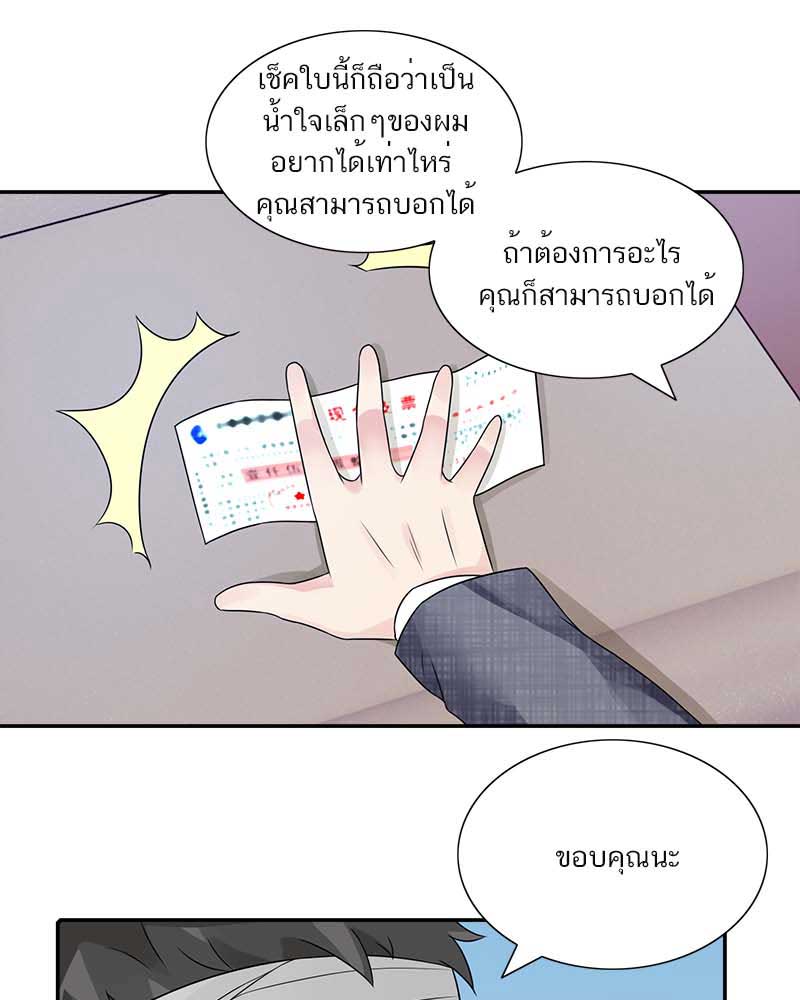 เช็คใบนี้ก็ถือว่าเป็น
น้ำใจเล็กๆของผม
อยากได้เท่าไหร่
คุณสามารถบอกได้
ถ้าต้องการอะไร
คุณก็สามารถบอกได้
现
票
ขอบคุณนะ